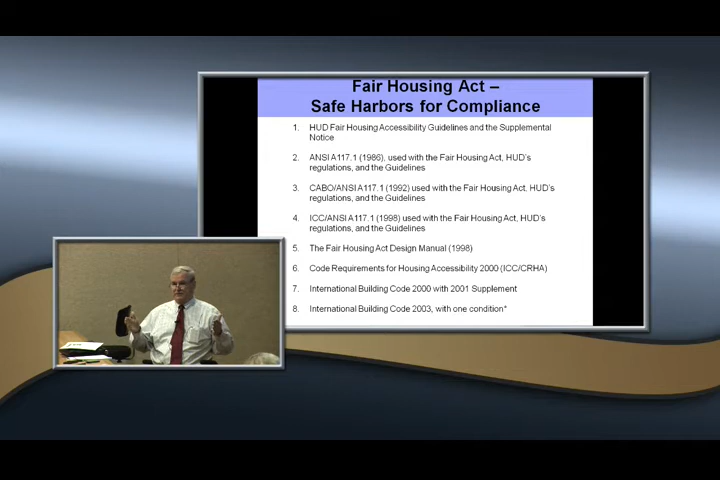 Fair Housing Act –
Safe Harbors for Compliance
1. HUD Fair Housing Accessibility Guidelines and the Supplemental
Notice
2. ANSI A117.1 (1986), used with the Fair Housing Act, HUD's
regulations, and the Guidelines
3. CABO/ANSI A117.1 (1992) used with the Fair Housing Act, HUD's
regulations, and the Guidelines
4. ICC/ANSI A117.1 (1998) used with the Fair Housing Act, HUD's
regulations, and the Guidelines
5. The Fair Housing Act Design Manual (1998)
6. Code Requirements for Housing Accessibility 2000 (ICC/CRHA)
7. International Building Code 2000 with 2001 Supplement
8. International Building Code 2003, with one condition*